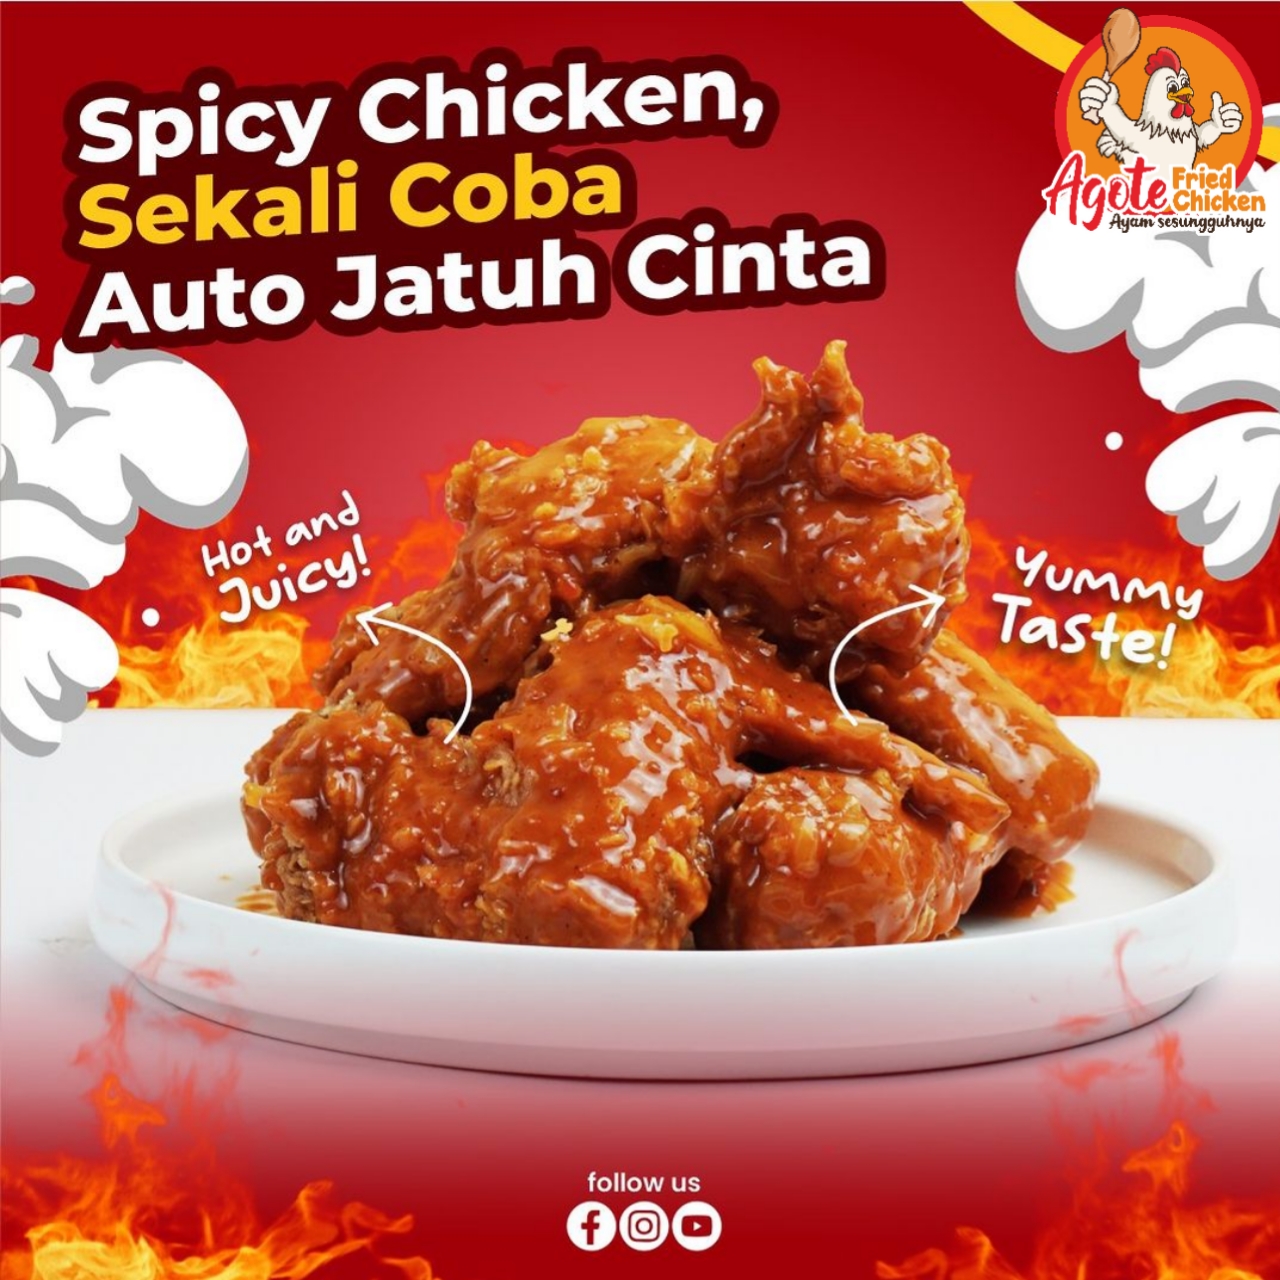 Spicy Chicken,
Sekali Coba
Auto Jatuh Cinta
Agote Fried
Chicken
Ayam sesungguhnya
Hot and
Juicy!
Yummy
Taste!
follow us